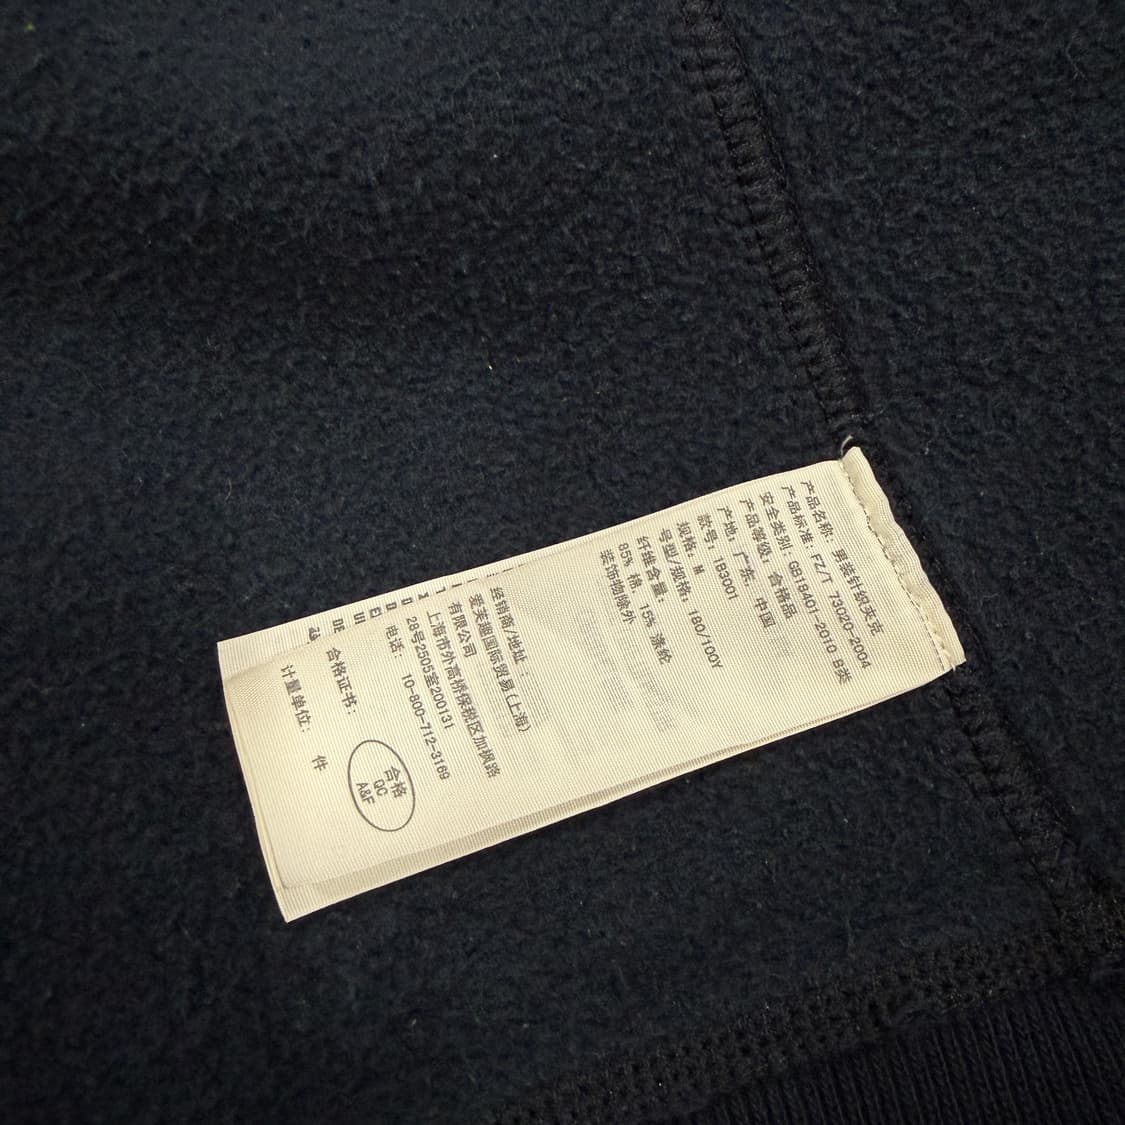 产品名称: 男装针织夹克
产品标准: FZ/T 73020-2004
安全类别: GB18401-2010 B类
产品等级: 合格品
产地: 广东, 中国
款号: 1B3001
规格: M
号型/规格: 180/100Y
纤维含量:
85% 棉, 15% 涤纶
装饰物除外
经销商/地址:
爱芙趣国际贸易(上海)
有限公司
上海市外高桥保税区加枫路
28号2505室200131
电话: 10-800-712-3169
合格证书:
合格
QC
A&F
计量单位: 件